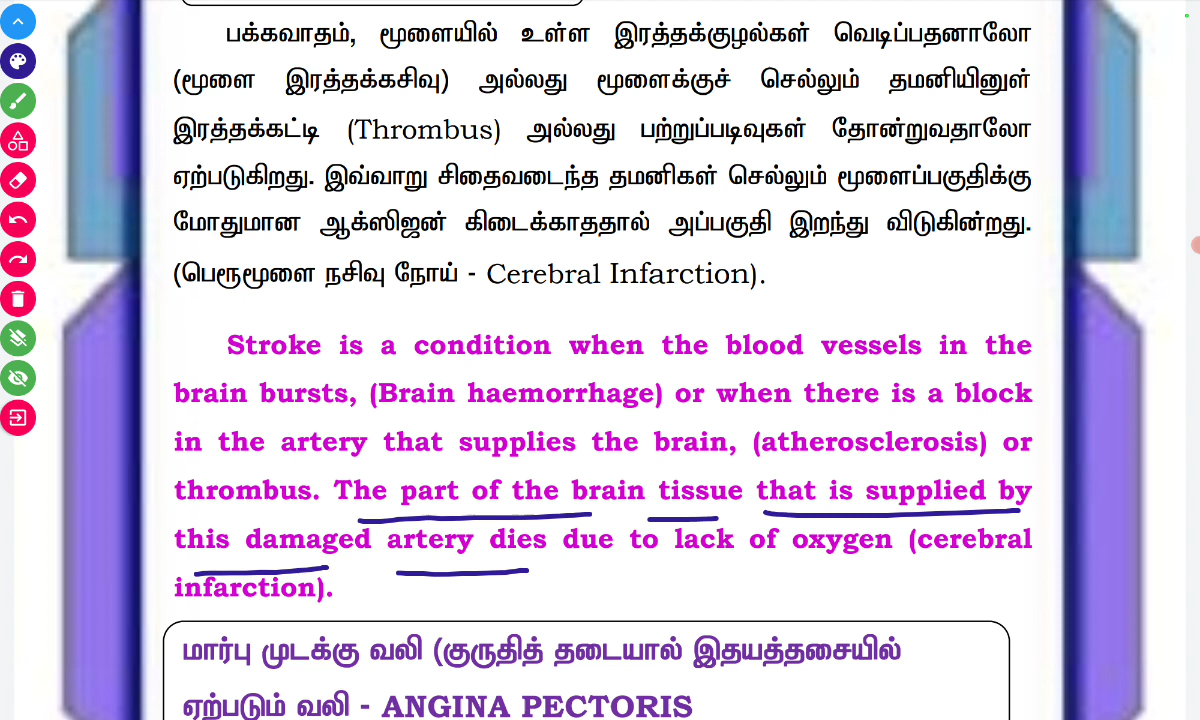 பக்கவாதம், மூளையில் உள்ள இரத்தக்குழல்கள் வெடிப்பதனாலோ
(மூளை இரத்தக்கசிவு) அல்லது மூளைக்குச் செல்லும் தமனியினுள்
இரத்தக்கட்டி (Thrombus) அல்லது பற்றுப்படிவுகள் தோன்றுவதாலோ
ஏற்படுகிறது. இவ்வாறு சிதைவடைந்த தமனிகள் செல்லும் மூளைப்பகுதிக்கு
மோதுமான ஆக்ஸிஜன் கிடைக்காததால் அப்பகுதி இறந்து விடுகின்றது.
(பெரூமூளை நசிவு நோய் - Cerebral Infarction).
Stroke is a condition when the blood vessels in the
brain bursts, (Brain haemorrhage) or when there is a block
in the artery that supplies the brain, (atherosclerosis) or
thrombus. The part of the brain tissue that is supplied by
this damaged artery dies due to lack of oxygen (cerebral
infarction).
மார்பு முடக்கு வலி (குருதித் தடையால் இதயத்தசையில்
ஏற்படும் வலி - ANGINA PECTORIS